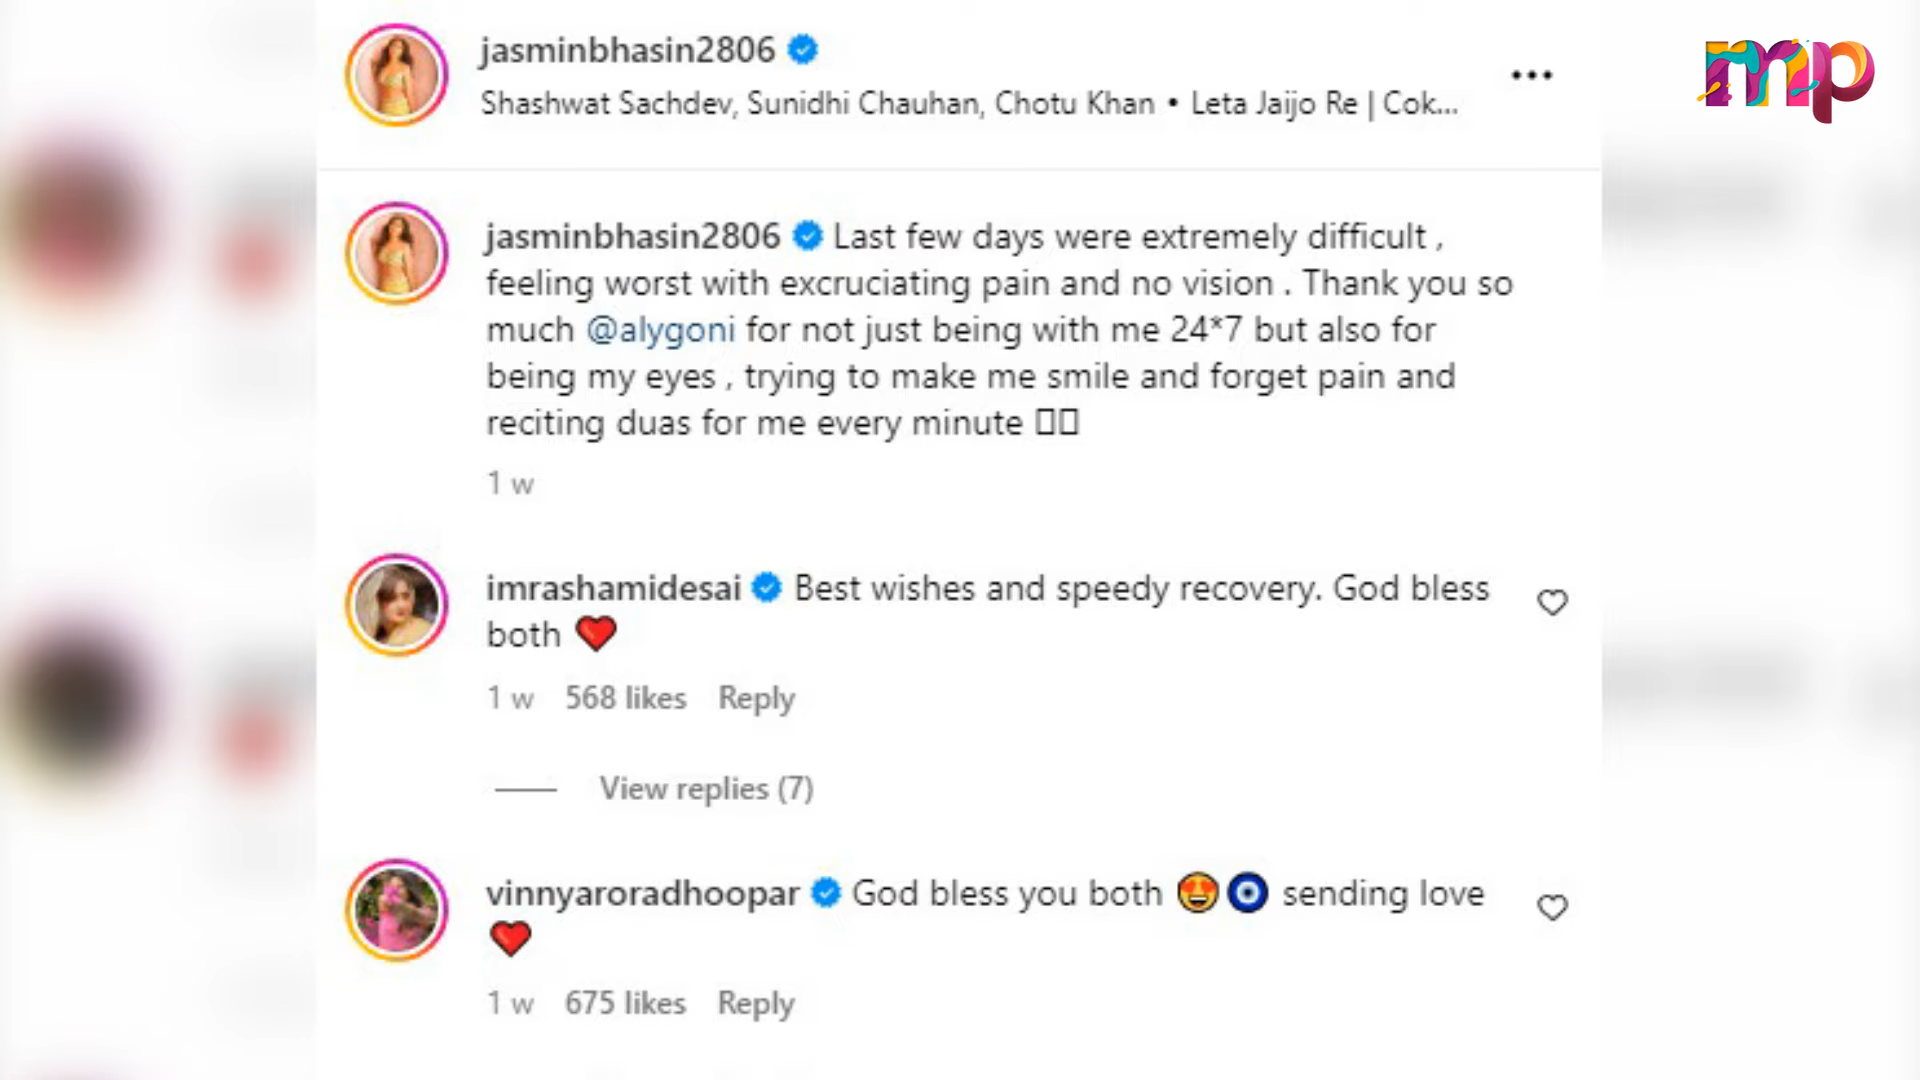 jasminbhasin2806
Shashwat Sachdev, Sunidhi Chauhan, Chotu Khan • Leta Jaijo Re | Cok...
mp
jasminbhasin2806 Last few days were extremely difficult ,
feeling worst with excruciating pain and no vision . Thank you so
much @alygoni for not just being with me 24*7 but also for
being my eyes , trying to make me smile and forget pain and
reciting duas for me every minute
1 w
imrashamidesai Best wishes and speedy recovery. God bless
both ❤️
1 w 568 likes Reply
View replies (7)
vinnyaroradhoopar God bless you both 😍🧿 sending love
❤️
1 w 675 likes Reply